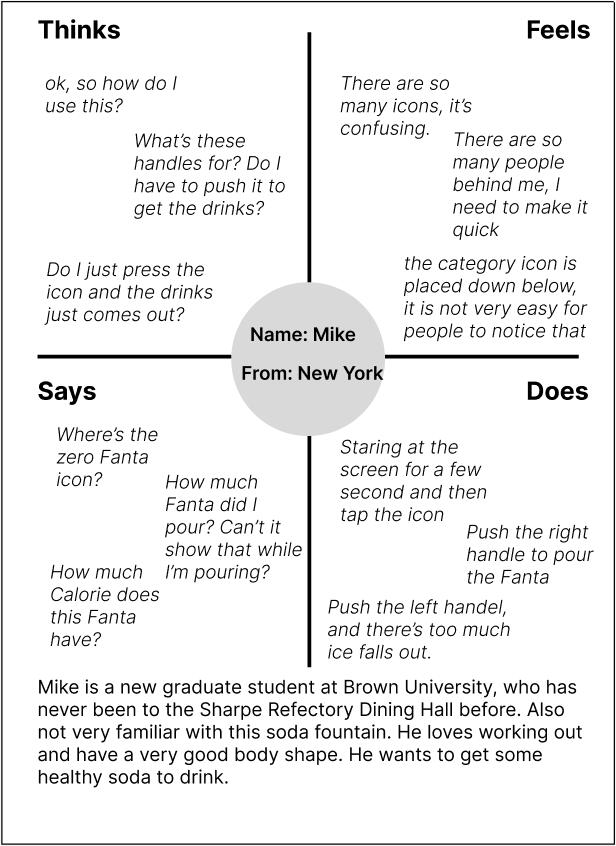 Thinks
ok, so how do I
use this?
What's these
handles for? Do I
have to push it to
get the drinks?
Do I just press the
icon and the drinks
just comes out?
Feels
There are so
many icons, it's
confusing.
There are so
many people
behind me, I
need to make it
quick
the category icon is
placed down below,
it is not very easy for
people to notice that
Name: Mike
From: New York
Says
Where's the
zero Fanta
icon?
How much
Fanta did I
pour? Can't it
show that while
I'm pouring?
How much
Calorie does
this Fanta
have?
Does
Staring at the
screen for a few
second and then
tap the icon
Push the right
handle to pour
the Fanta
Push the left handel,
and there's too much
ice falls out.
Mike is a new graduate student at Brown University, who has
never been to the Sharpe Refectory Dining Hall before. Also
not very familiar with this soda fountain. He loves working out
and have a very good body shape. He wants to get some
healthy soda to drink.